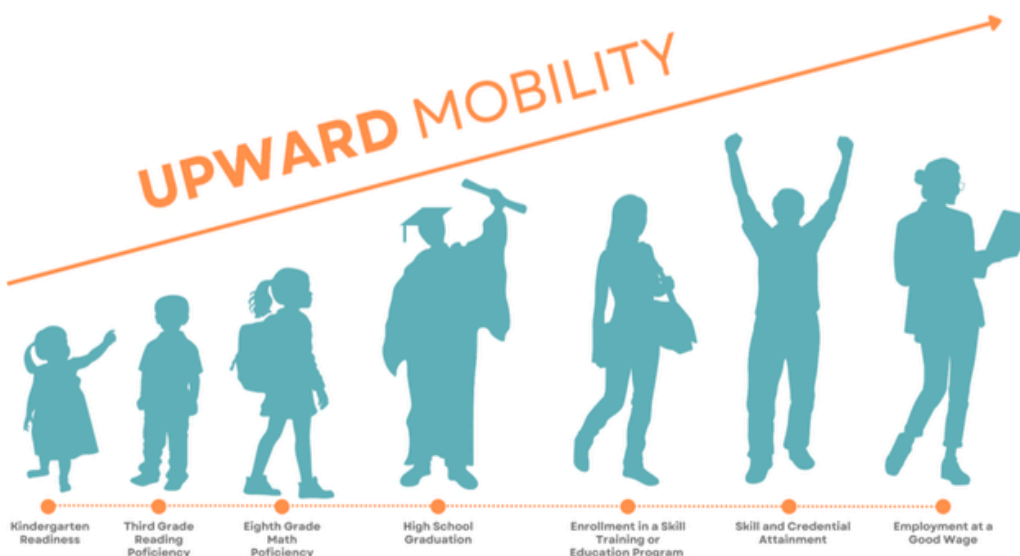 UPWARD MOBILITY
Kindergarten
Readiness
Third Grade
Reading
Poficiency
Eighth Grade
Math
Poficiency
High School
Graduation
Enrollment in a Skill
Training or
Education Program
Skill and Credential
Attainment
Employment at a
Good Wage